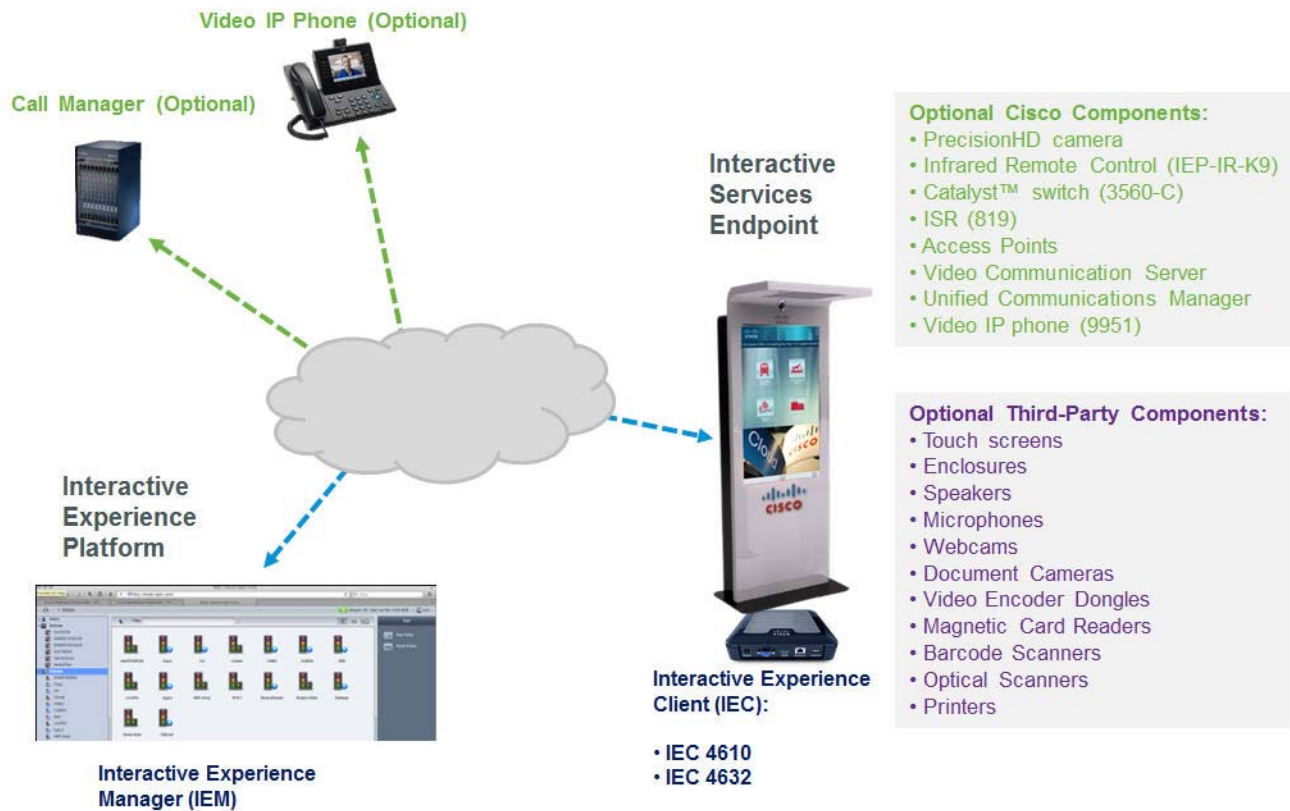 Video IP Phone (Optional)
Call Manager (Optional)
Interactive
Services
Endpoint
Optional Cisco Components:
• PrecisionHD camera
• Infrared Remote Control (IEP-IR-K9)
• Catalyst™ switch (3560-C)
• ISR (819)
• Access Points
• Video Communication Server
• Unified Communications Manager
• Video IP phone (9951)
Cloud
CISCO
CISCO
Optional Third-Party Components:
• Touch screens
• Enclosures
• Speakers
• Microphones
• Webcams
• Document Cameras
• Video Encoder Dongles
• Magnetic Card Readers
• Barcode Scanners
• Optical Scanners
• Printers
Interactive
Experience
Platform
Interactive Experience
Manager (IEM)
Interactive Experience
Client (IEC):
• IEC 4610
• IEC 4632